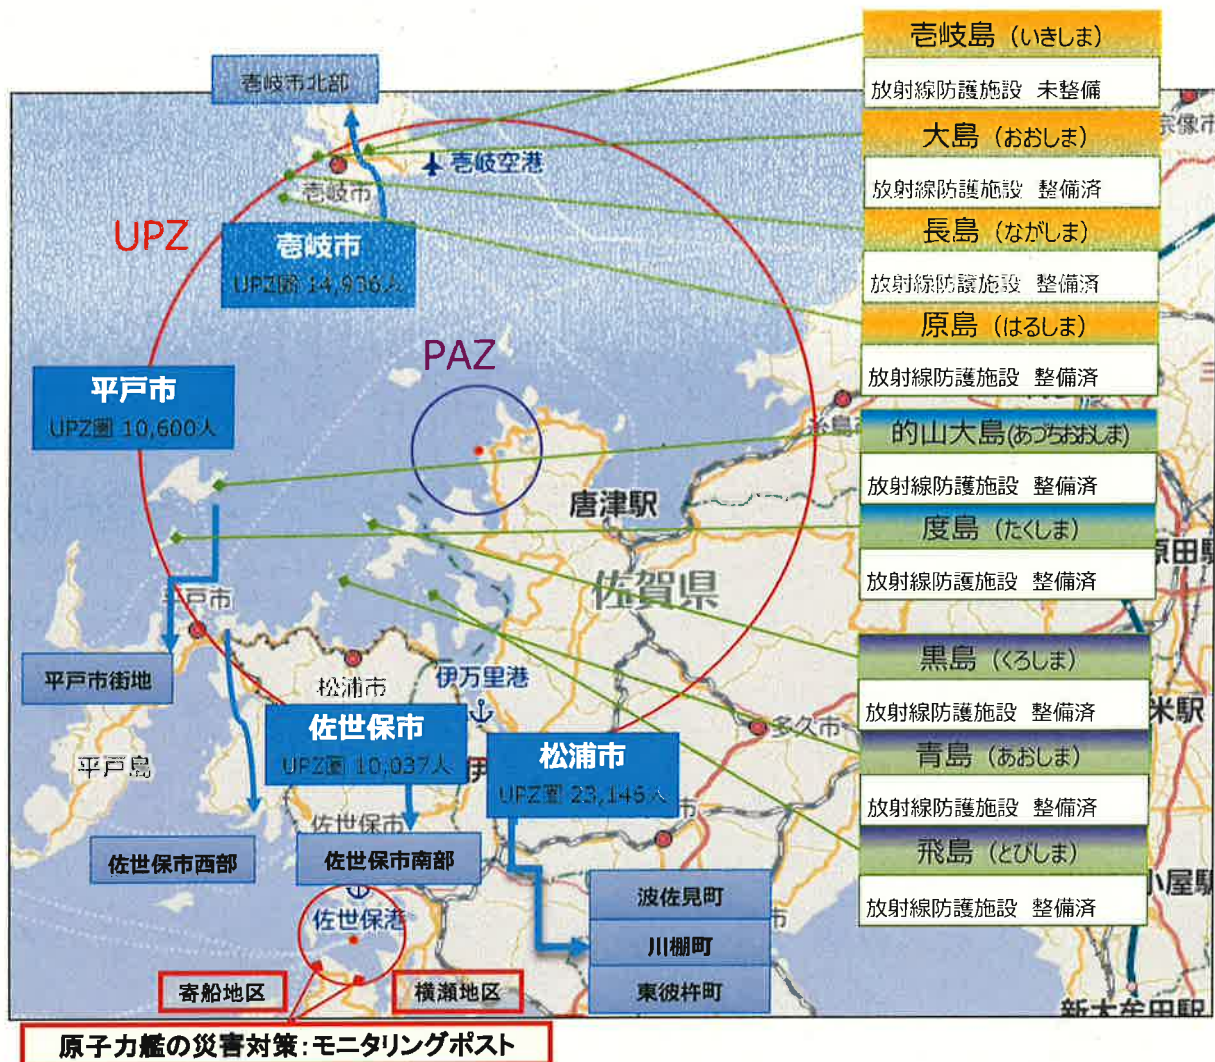 壱岐島 (いきしま)
放射線防護施設 未整備
大島 (おおしま)
放射線防護施設 整備済
長島 (ながしま)
放射線防護施設 整備済
原島 (はるしま)
放射線防護施設 整備済
的山大島(あづちおおしま)
放射線防護施設 整備済
度島 (たくしま)
放射線防護施設 整備済
黒島 (くろしま)
放射線防護施設 整備済
青島 (あおしま)
放射線防護施設 整備済
飛島 (とびしま)
放射線防護施設 整備済
壱岐市北部
壱岐空港
壱岐市
UPZ
壱岐市
UPZ圏 14,936人
PAZ
平戸市
UPZ圏 10,600人
宗像市
糸島市
唐津駅
佐賀県
原田駅
平戸市
平戸市街地
松浦市
伊万里港
平戸島
佐世保市
UPZ圏 10,037人
松浦市
UPZ圏 23,146人
多久市
米駅
佐世保市
佐世保市西部
佐世保市南部
佐世保港
市
小屋駅
波佐見町
川棚町
東彼杵町
寄船地区
横瀬地区
新大牟田駅
原子力艦の災害対策:モニタリングポスト